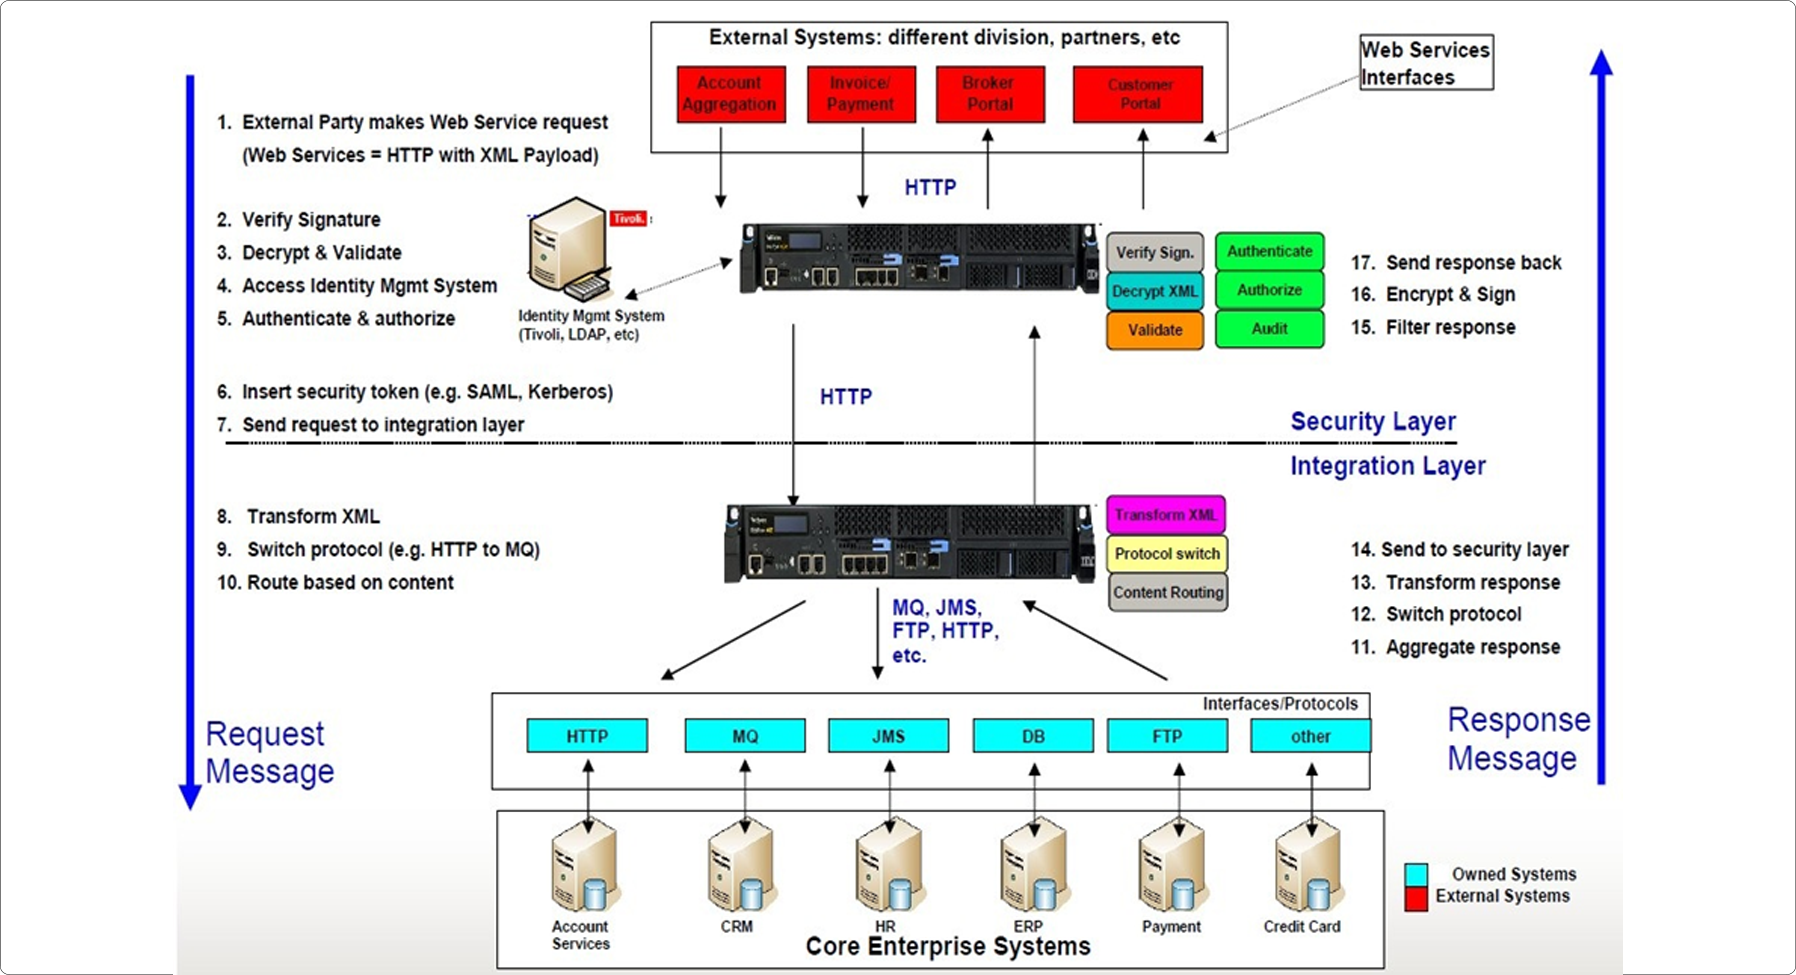 External Systems: different division, partners, etc
Web Services
Interfaces
Account
Aggregation
Invoice/
Payment
Broker
Portal
Customer
Portal
1. External Party makes Web Service request
(Web Services = HTTP with XML Payload)
HTTP
2. Verify Signature
3. Decrypt & Validate
4. Access Identity Mgmt System
5. Authenticate & authorize
Tivoli.
Identity Mgmt System
(Tivoli, LDAP, etc)
Verify Sign.
Decrypt XML
Validate
Authenticate
Authorize
Audit
17. Send response back
16. Encrypt & Sign
15. Filter response
6. Insert security token (e.g. SAML, Kerberos)
7. Send request to integration layer
HTTP
Security Layer
Integration Layer
8. Transform XML
9. Switch protocol (e.g. HTTP to MQ)
10. Route based on content
Transform XML
Protocol switch
Content Routing
14. Send to security layer
13. Transform response
12. Switch protocol
11. Aggregate response
MQ, JMS,
FTP, HTTP,
etc.
Request
Message
Interfaces/Protocols
HTTP
MQ
JMS
DB
FTP
other
Response
Message
Account
Services
CRM
HR
ERP
Payment
Credit Card
Core Enterprise Systems
Owned Systems
External Systems